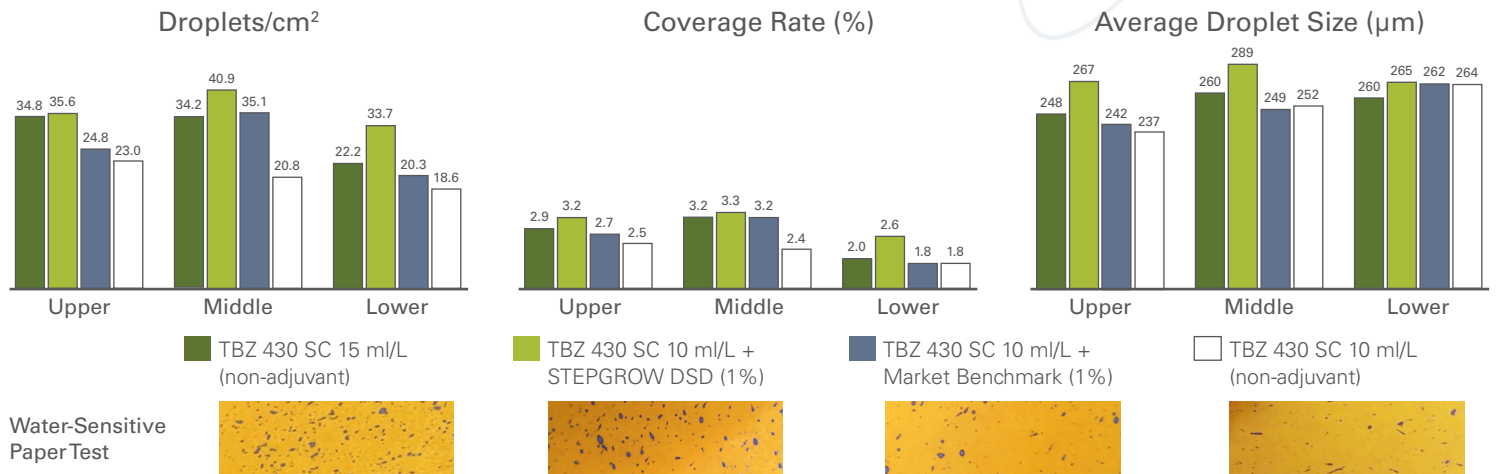 Droplets/cm²
34.8
35.6
24.8
23.0
34.2
40.9
35.1
20.8
22.2
33.7
20.3
18.6
Upper
Middle
Lower
Coverage Rate (%)
2.9
3.2
2.7
2.5
3.2
3.3
3.2
2.4
2.0
2.6
1.8
1.8
Upper
Middle
Lower
Average Droplet Size (μm)
248
267
242
237
260
289
249
252
260
265
262
264
Upper
Middle
Lower
TBZ 430 SC 15 ml/L
(non-adjuvant)
TBZ 430 SC 10 ml/L +
STEPGROW DSD (1%)
TBZ 430 SC 10 ml/L +
Market Benchmark (1%)
TBZ 430 SC 10 ml/L
(non-adjuvant)
Water-Sensitive
Paper Test